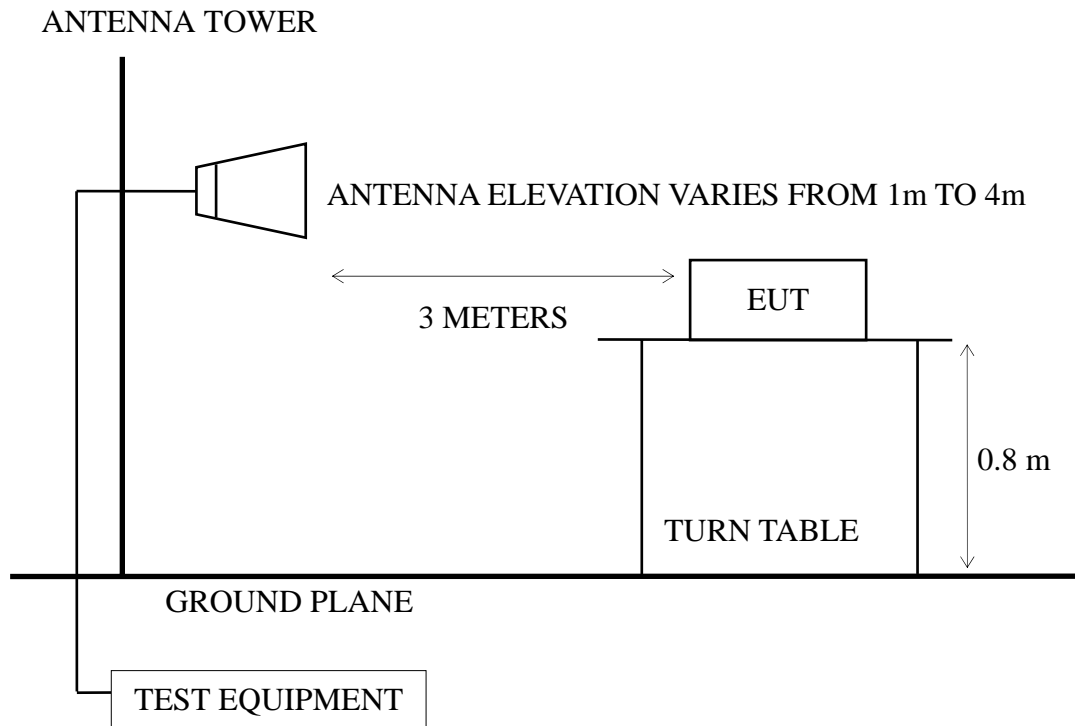 ANTENNA TOWER
ANTENNA ELEVATION VARIES FROM 1m TO 4m
EUT
3 METERS
0.8 m
TURN TABLE
GROUND PLANE
TEST EQUIPMENT